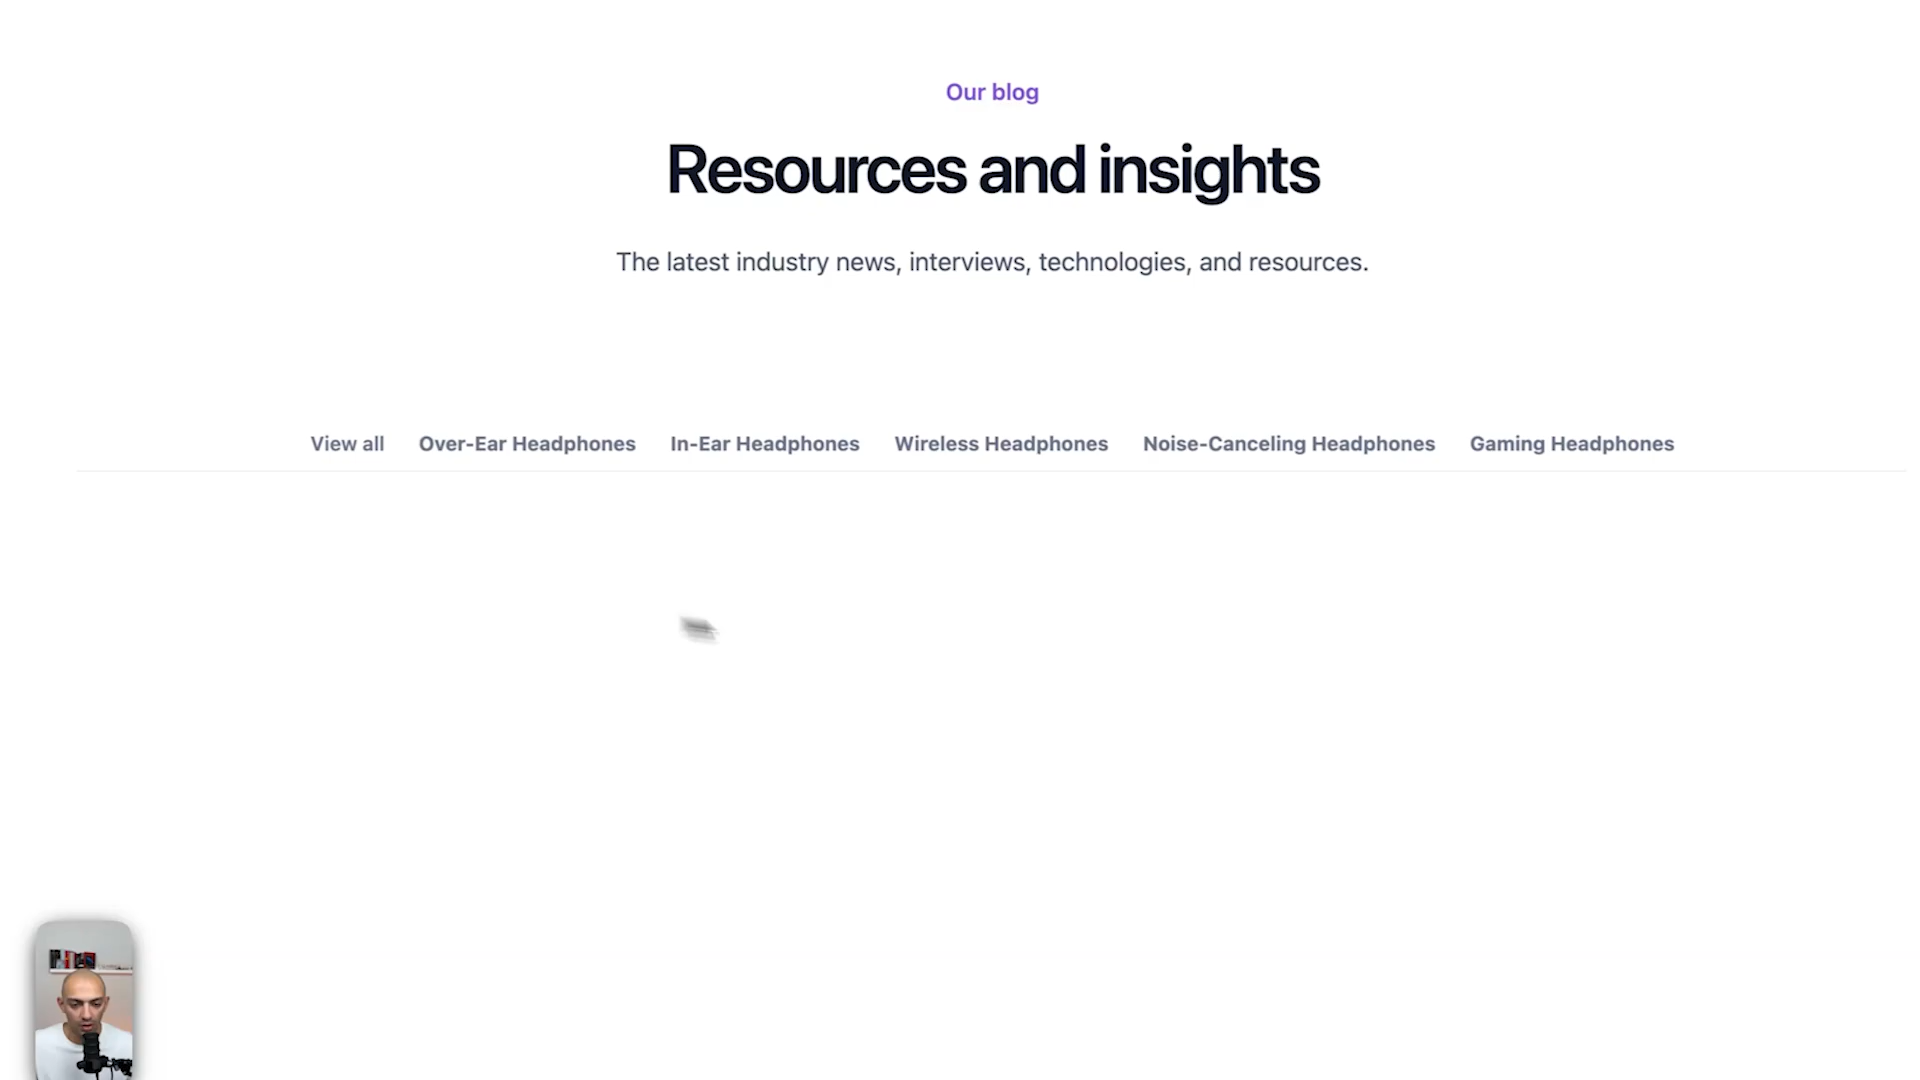 Our blog
Resources and insights
The latest industry news, interviews, technologies, and resources.
View all Over-Ear Headphones In-Ear Headphones Wireless Headphones Noise-Canceling Headphones Gaming Headphones